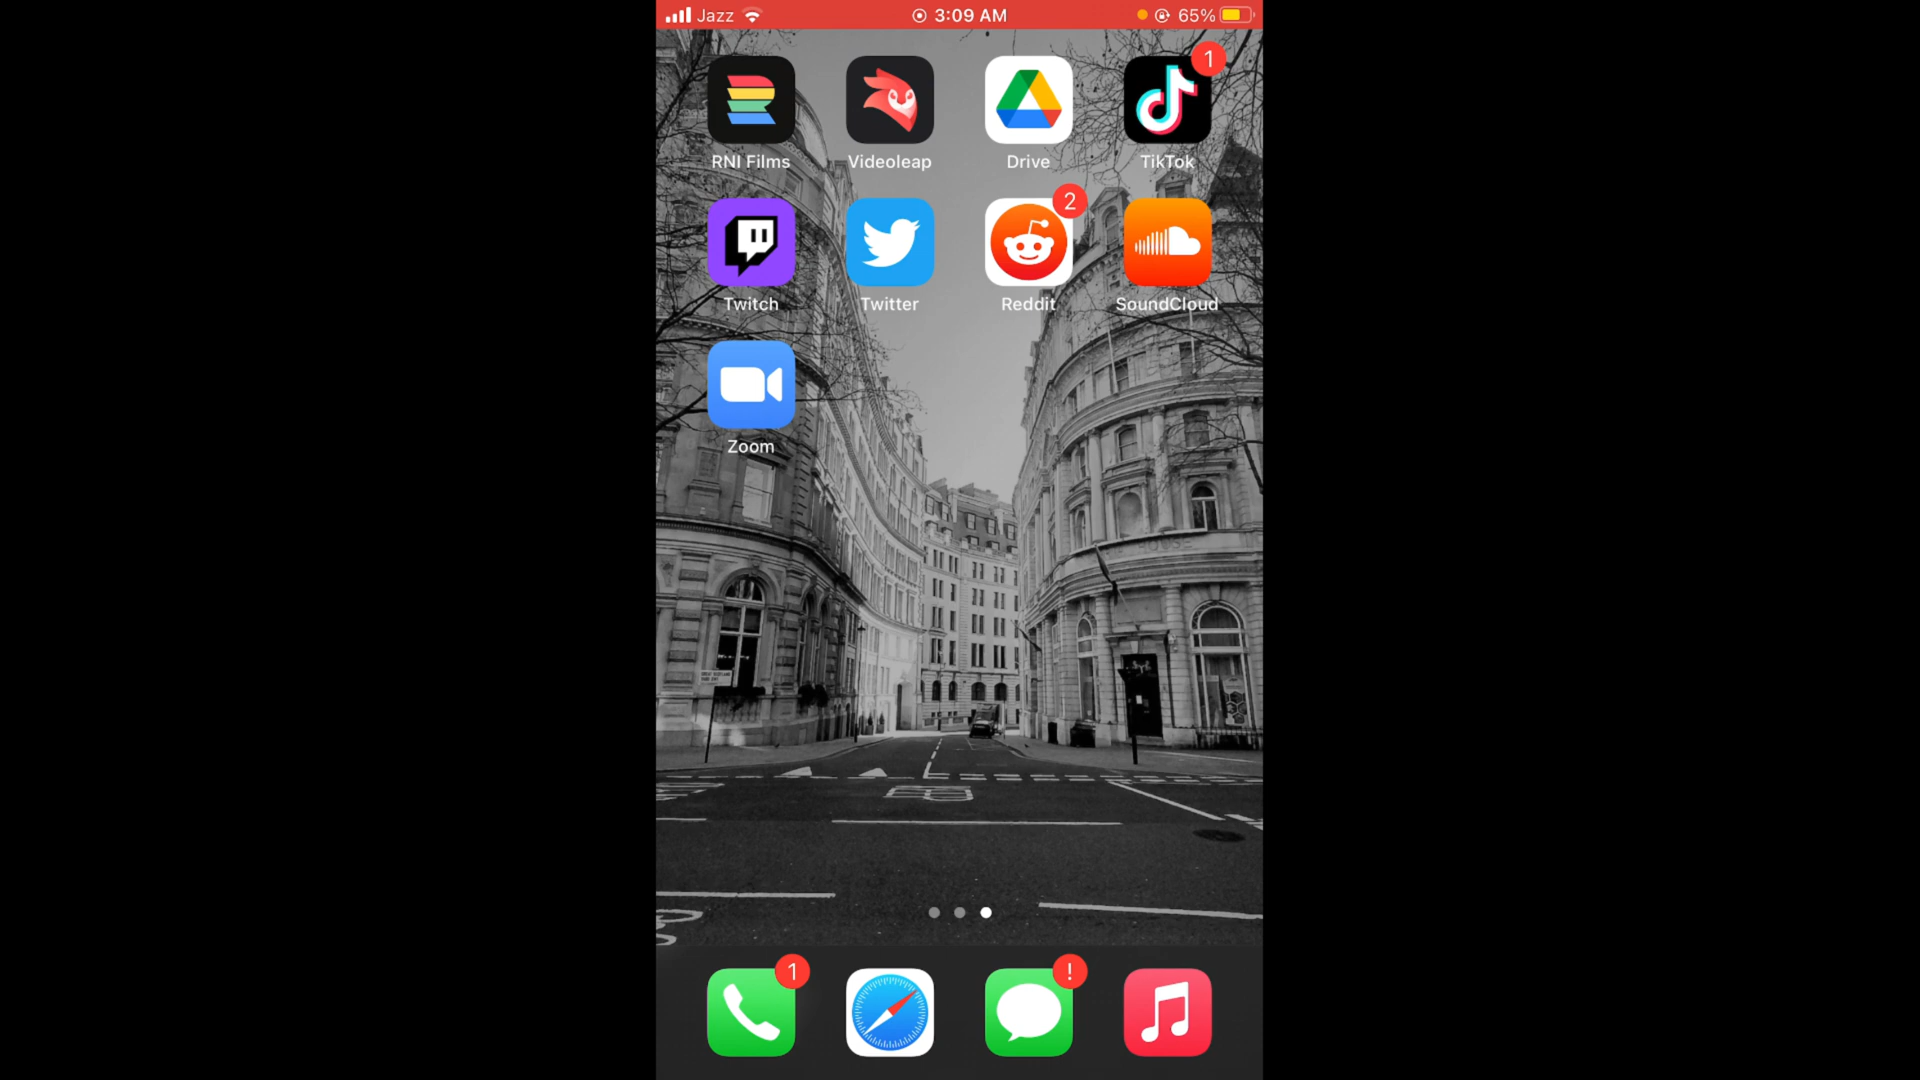 Jazz 3:09 AM 65%
1
RNI Films Videoleap Drive TikTok
2
Twitch Twitter Reddit SoundCloud
Zoom
1 !